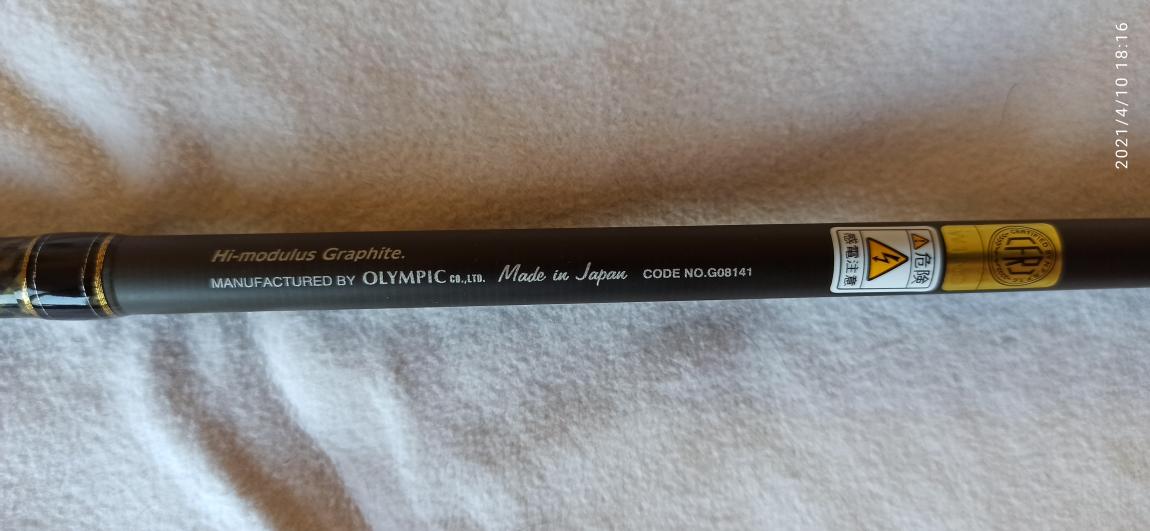 Hi-modulus Graphite.
MANUFACTURED BY OLYMPIC CO.,LTD. Made in Japan CODE NO.G08141
危険
感電注意
CERTIFIED
2021/4/10 18:16